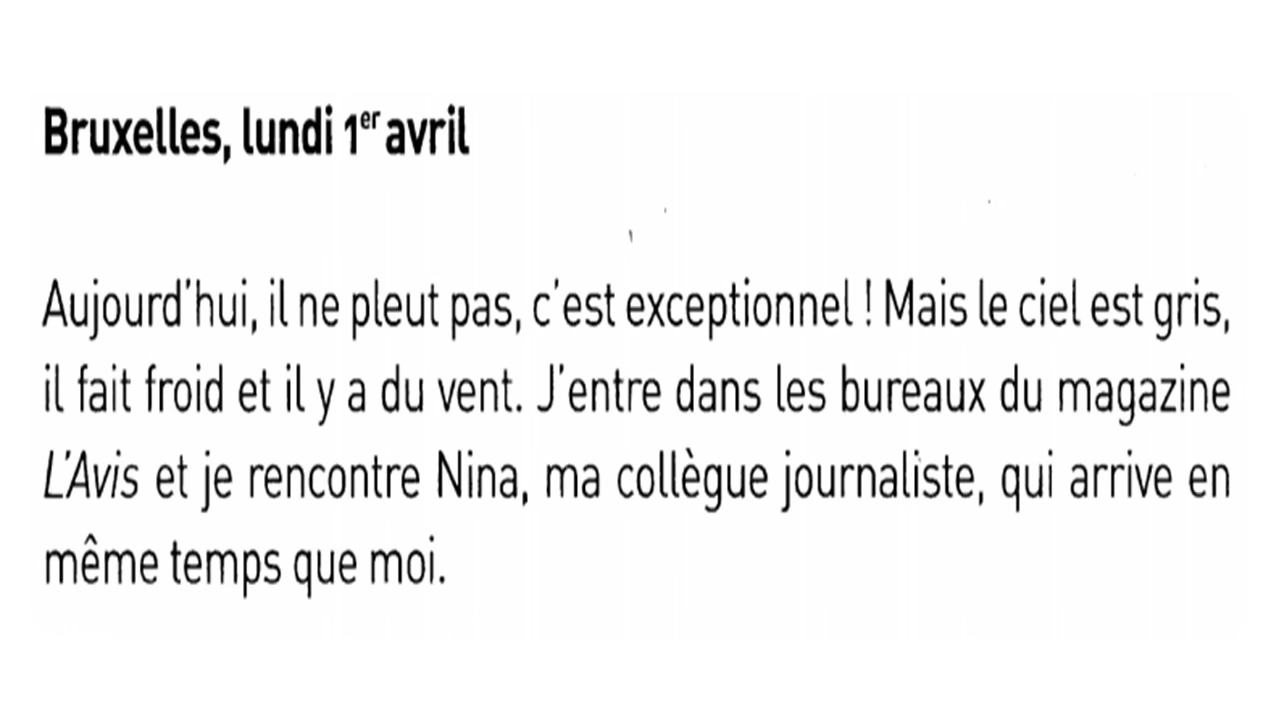 Bruxelles, lundi 1er avril
Aujourd'hui, il ne pleut pas, c'est exceptionnel ! Mais le ciel est gris,
il fait froid et il y a du vent. J'entre dans les bureaux du magazine
L'Avis et je rencontre Nina, ma collègue journaliste, qui arrive en
même temps que moi.